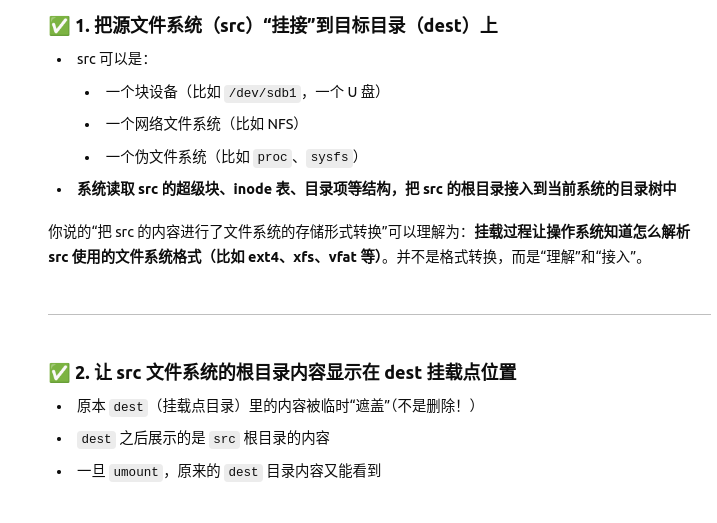 ✅ 1. 把源文件系统（src）“挂接”到目标目录（dest）上
• src 可以是：
• 一个块设备（比如 /dev/sdb1，一个 U 盘）
• 一个网络文件系统（比如 NFS）
• 一个伪文件系统（比如 proc、sysfs）
• 系统读取 src 的超级块、inode 表、目录项等结构，把 src 的根目录接入到当前系统的目录树中
你说的“把 src 的内容进行了文件系统的存储形式转换”可以理解为：挂载过程让操作系统知道怎么解析
src 使用的文件系统格式（比如 ext4、xfs、vfat 等）。并不是格式转换，而是“理解”和“接入”。
✅ 2. 让 src 文件系统的根目录内容显示在 dest 挂载点位置
• 原本 dest（挂载点目录）里的内容被临时“遮盖”（不是删除！）
• dest 之后展示的是 src 根目录的内容
• 一旦 umount，原来的 dest 目录内容又能看到